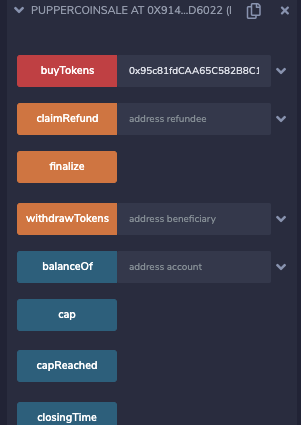 PUPPERCOINSALE AT 0X914...D6022 (
buyTokens 0x95c81fdCAA65C582B8C1
claimRefund address refundee
finalize
withdrawTokens address beneficiary
balanceOf address account
cap
capReached
closingTime